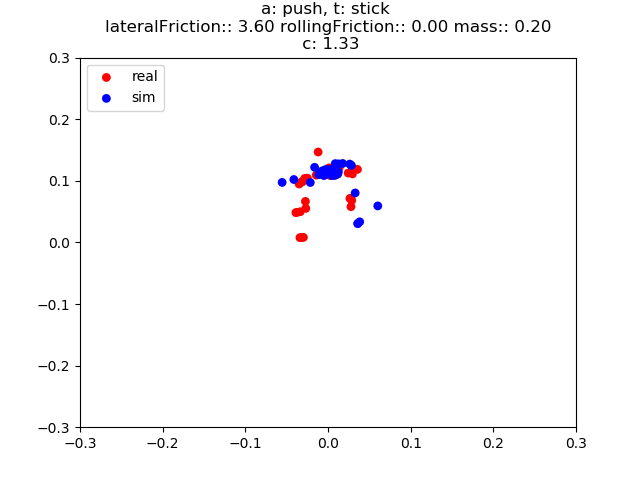 a: push, t: stick
lateralFriction:: 3.60 rollingFriction:: 0.00 mass:: 0.20
c: 1.33
real
sim
0.3
0.2
0.1
0.0
−0.1
−0.2
−0.3
−0.3
−0.2
−0.1
0.0
0.1
0.2
0.3